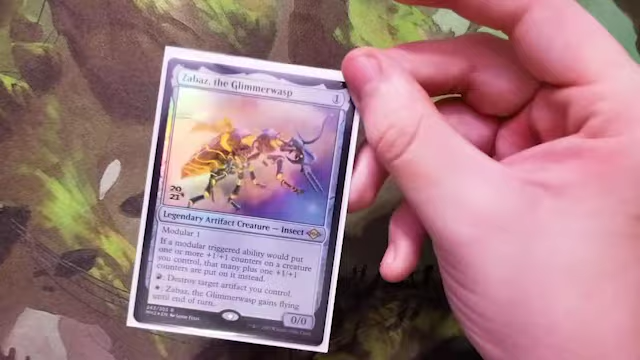 Zabaz, the Glimmerwasp 1
20
21
Legendary Artifact Creature — Insect
Modular 1
If a modular triggered ability would put
one or more +1/+1 counters on a creature
you control, that many plus one +1/+1
counters are put on it instead.
: Destroy target artifact you control.
: Zabaz, the Glimmerwasp gains flying
until end of turn.
0/0